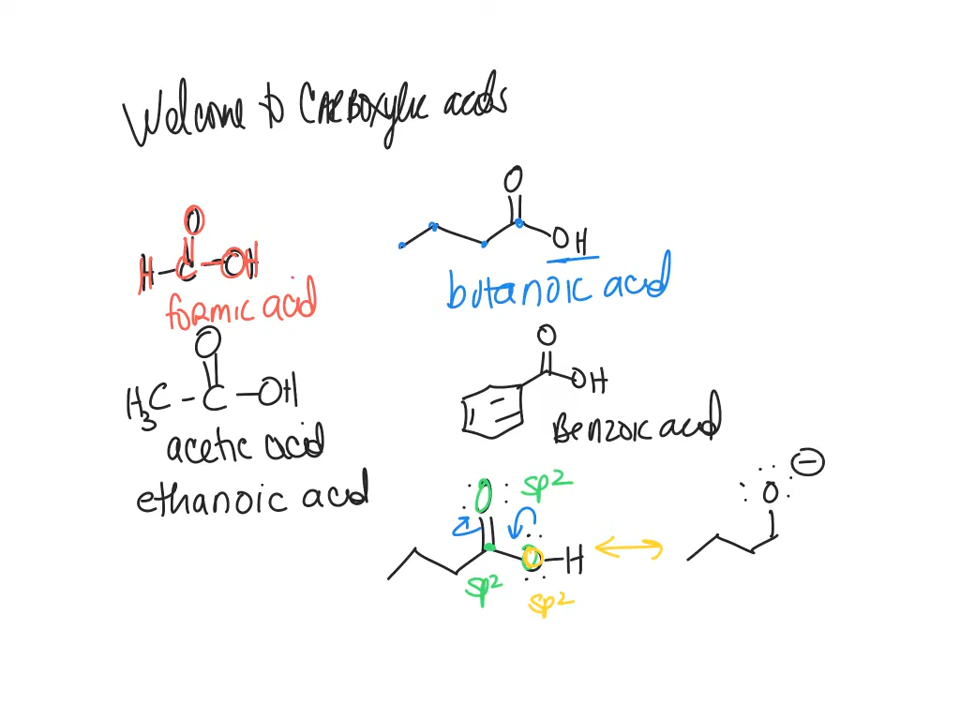 Welcome to CARBOXylic acids
O
H-C-OH
formic acid
O
OH
butanoic acid
O
H3C-C-OH
acetic acid
ethanoic acid
O
OH
Benzoic acid
O sp2
sp2
O-H
sp2
O ⊖